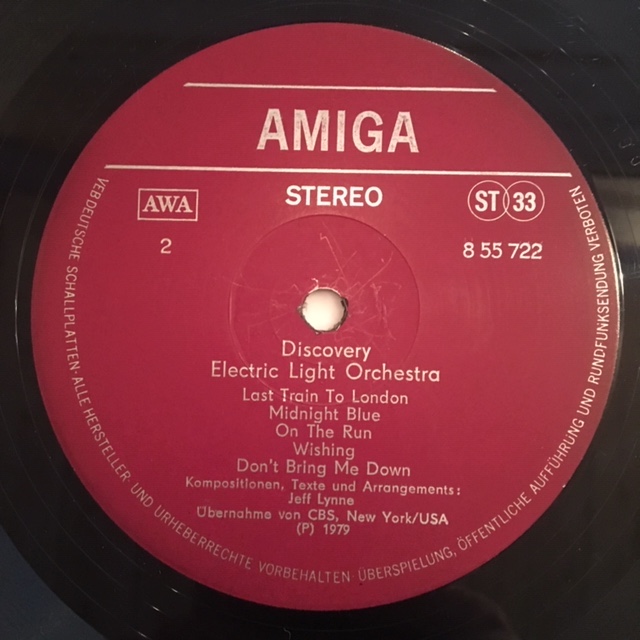 AMIGA
AWA
STEREO
ST 33
2
8 55 722
Discovery
Electric Light Orchestra
Last Train To London
Midnight Blue
On The Run
Wishing
Don't Bring Me Down
Kompositionen, Texte und Arrangements:
Jeff Lynne
Übernahme von CBS, New York/USA
(P) 1979
VEB DEUTSCHE SCHALLPLATTEN · ALLE HERSTELLER- UND URHEBERRECHTE VORBEHALTEN · ÜBERSPIELUNG, ÖFFENTLICHE AUFFÜHRUNG UND RUNDFUNKSENDUNG VERBOTEN